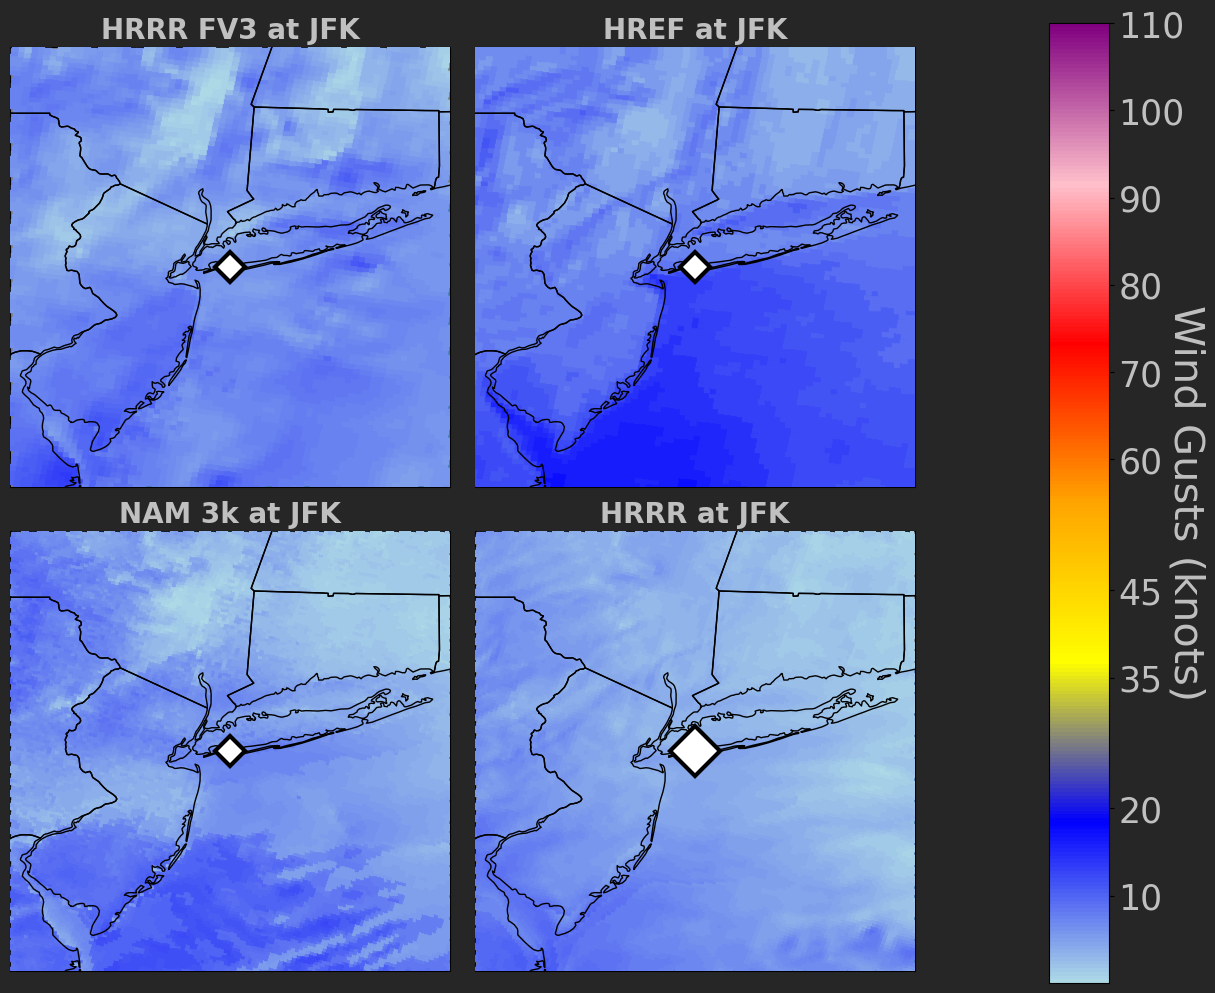 HRRR FV3 at JFK
HREF at JFK
NAM 3k at JFK
HRRR at JFK
110
100
90
80
70
60
45
35
20
10
Wind Gusts (knots)